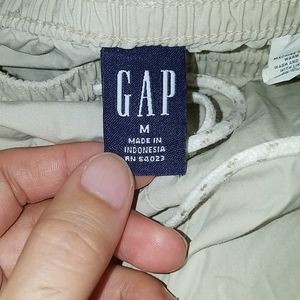 GAP
M
MADE IN
INDONESIA
RN 54023